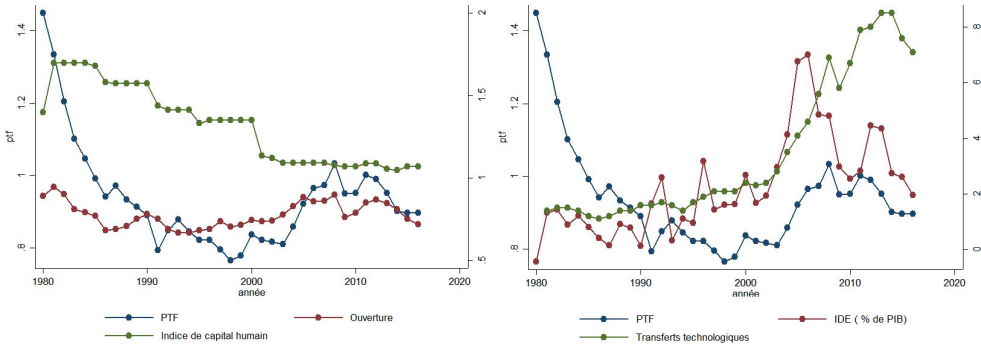 1.4
1.2
1
.8
ptf
2
1.5
1
.5
1980
1990
2000
2010
2020
année
PTF
Ouverture
Indice de capital humain
1.4
1.2
1
.8
ptf
8
6
4
2
0
1980
1990
2000
2010
2020
année
PTF
IDE ( % de PIB)
Transferts technologiques